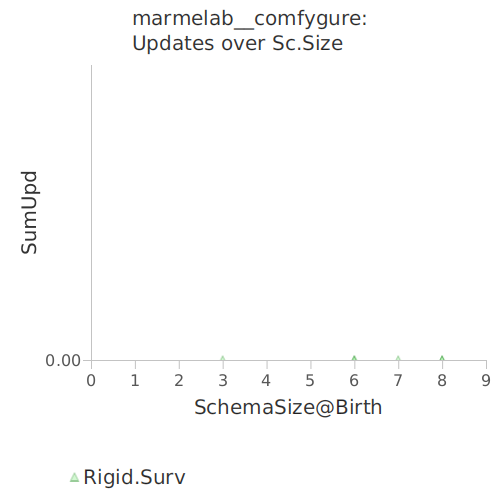 marmelab__comfygure:
Updates over Sc.Size
SumUpd
0.00
0 1 2 3 4 5 6 7 8 9
SchemaSize@Birth
Rigid.Surv